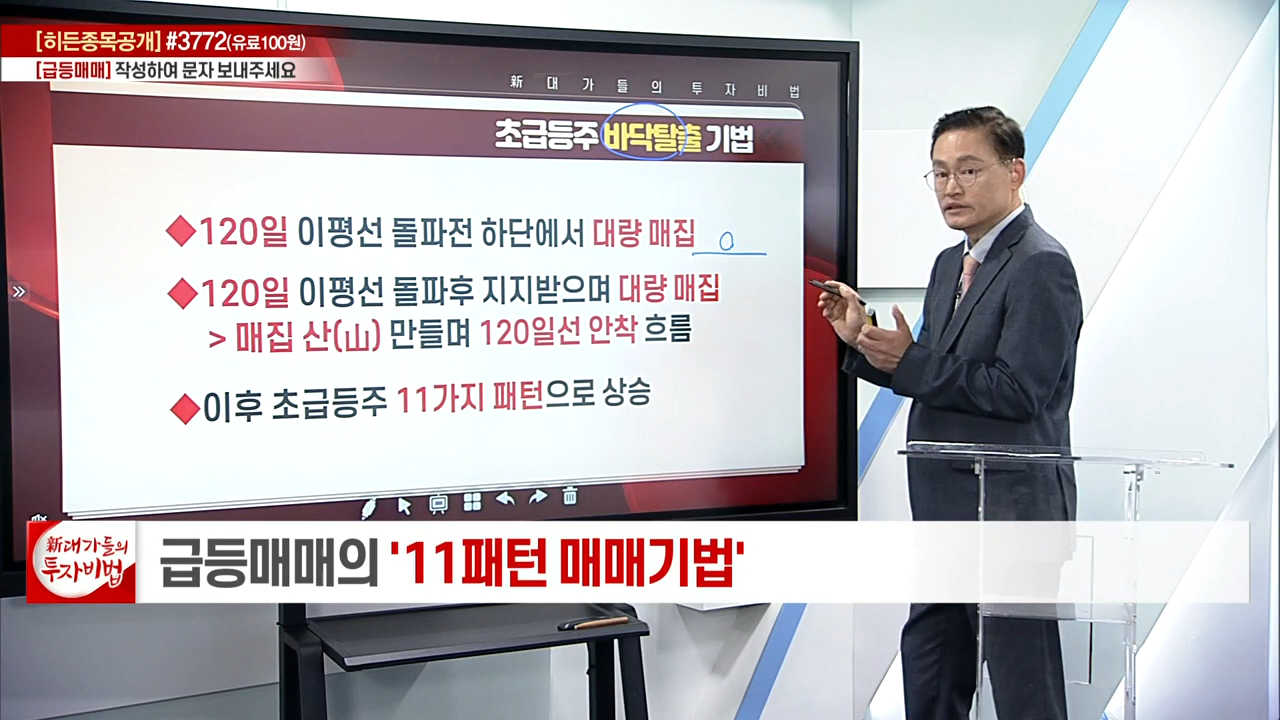 [히든종목공개] #3772(유료100원)
[급등매매] 작성하여 문자 보내주세요
新 대 가 들 의 투 자 비 법
초급등주 바닥탈출 기법
◆120일 이평선 돌파전 하단에서 대량 매집
◆120일 이평선 돌파후 지지받으며 대량 매집
> 매집 산(山) 만들며 120일선 안착 흐름
◆이후 초급등주 11가지 패턴으로 상승
新대가들의
투자비법
급등매매의 '11패턴 매매기법'